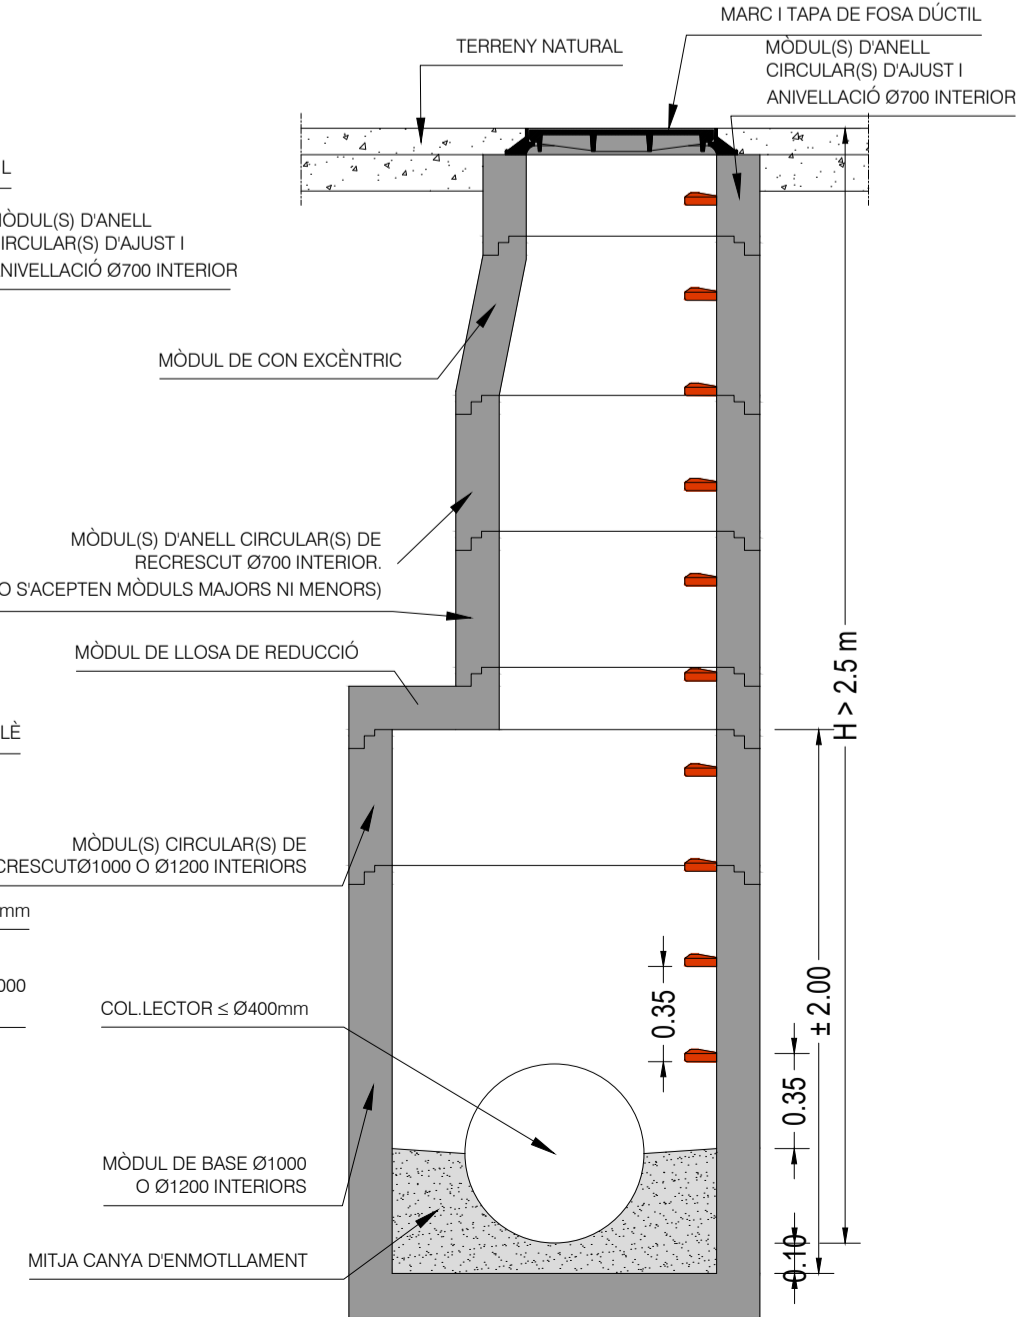 MARC I TAPA DE FOSA DÚCTIL
TERRENY NATURAL
MÒDUL(S) D'ANELL
CIRCULAR(S) D'AJUST I
ANIVELLACIÓ Ø700 INTERIOR
L
MÒDUL(S) D'ANELL
CIRCULAR(S) D'AJUST I
ANIVELLACIÓ Ø700 INTERIOR
MÒDUL DE CON EXCÈNTRIC
MÒDUL(S) D'ANELL CIRCULAR(S) DE
RECRESCUT Ø700 INTERIOR.
O S'ACEPTEN MÒDULS MAJORS NI MENORS)
MÒDUL DE LLOSA DE REDUCCIÓ
H > 2.5 m
LÈ
MÒDUL(S) CIRCULAR(S) DE
CRESCUTØ1000 O Ø1200 INTERIORS
mm
000
COL.LECTOR ≤ Ø400mm
0.35
± 2.00
0.35
MÒDUL DE BASE Ø1000
O Ø1200 INTERIORS
0.10
MITJA CANYA D'ENMOTLLAMENT